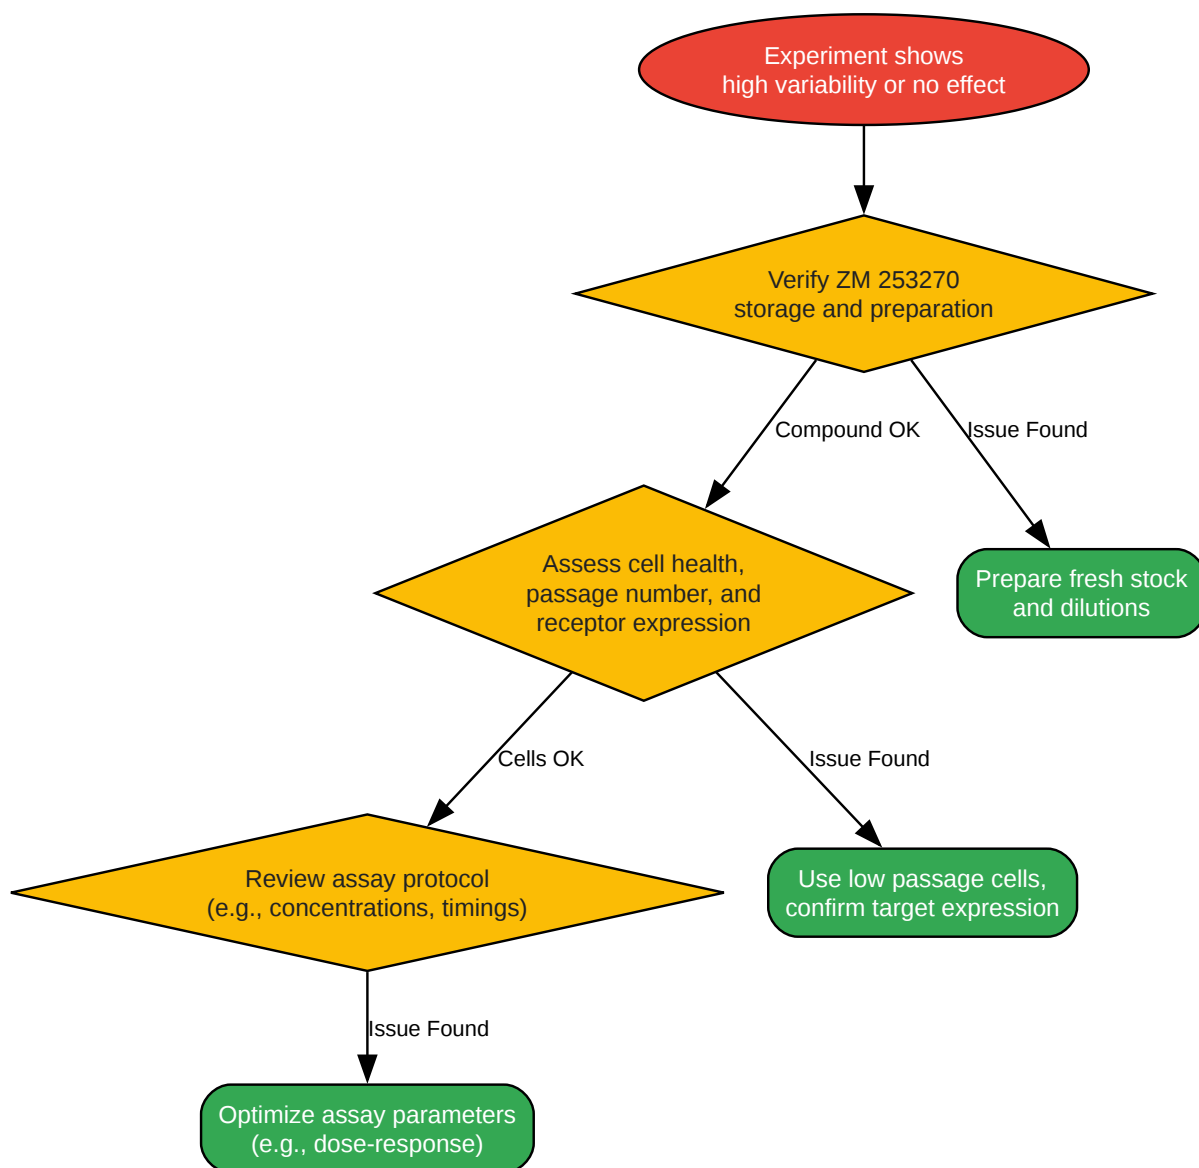 Experiment shows
high variability or no effect
Verify ZM 253270
storage and preparation
Compound OK
Issue Found
Assess cell health,
passage number, and
receptor expression
Prepare fresh stock
and dilutions
Cells OK
Issue Found
Review assay protocol
(e.g., concentrations, timings)
Use low passage cells,
confirm target expression
Issue Found
Optimize assay parameters
(e.g., dose-response)